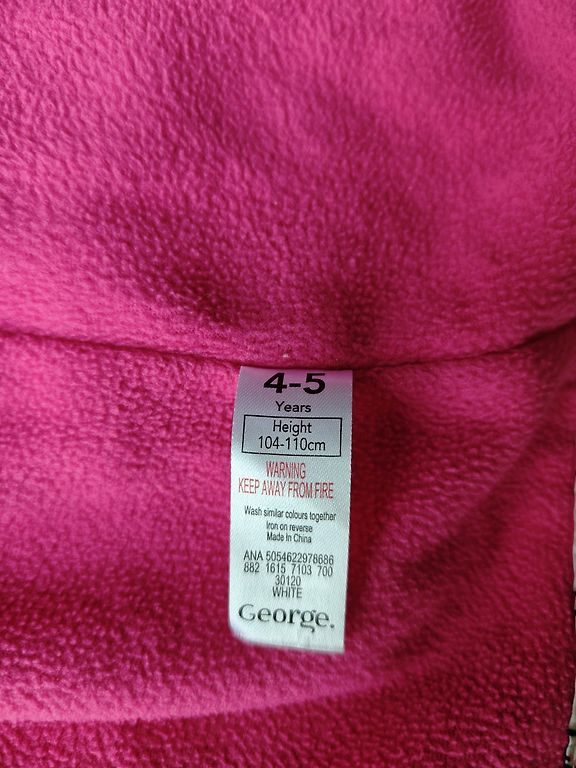 4-5
Years
Height
104-110cm
WARNING
KEEP AWAY FROM FIRE
Wash similar colours together
Iron on reverse
Made In China
ANA 5054622978686
882 1615 7103 700
30120
WHITE
George.